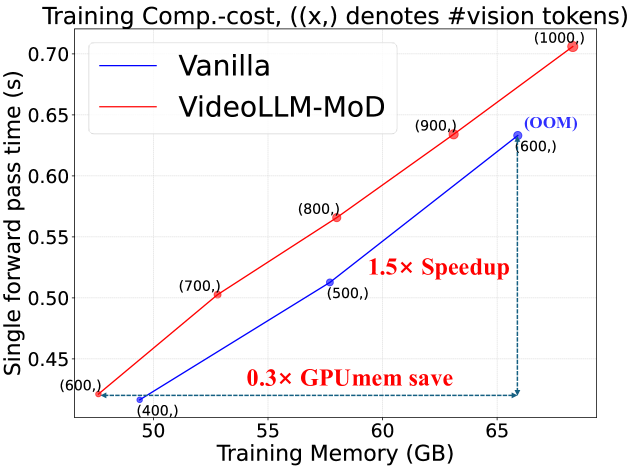 Training Comp.-cost, ((x,) denotes #vision tokens)
Single forward pass time (s)
0.70
0.65
0.60
0.55
0.50
0.45
Vanilla
VideoLLM-MoD
(1000,)
(900,)
(OOM)
(600,)
(800,)
1.5× Speedup
(700,)
(500,)
0.3× GPUmem save
(600,)
(400,)
50
55
60
65
Training Memory (GB)